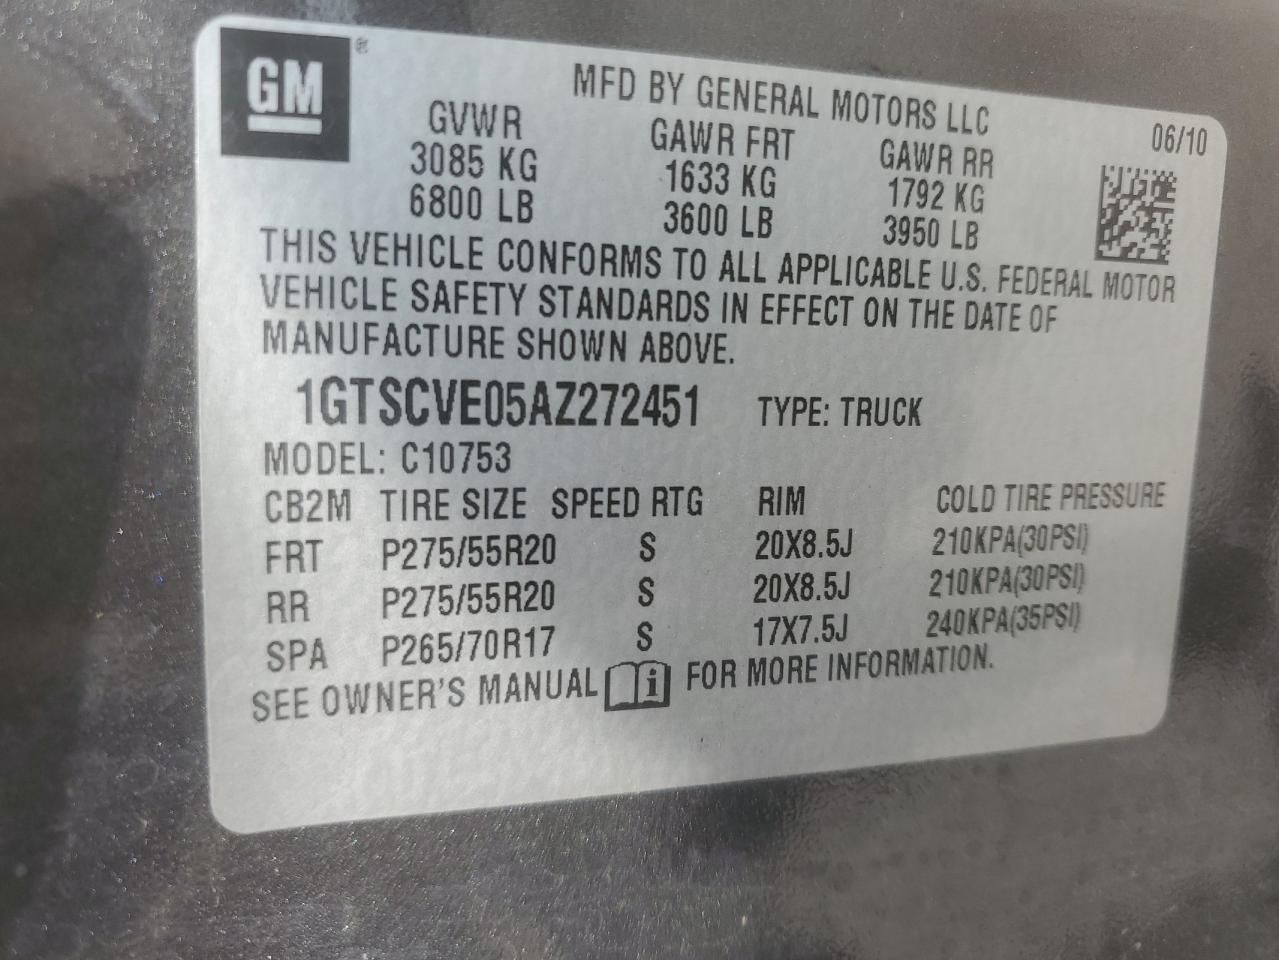 GM ®
MFD BY GENERAL MOTORS LLC
06/10
GVWR GAWR FRT GAWR RR
3085 KG 1633 KG 1792 KG
6800 LB 3600 LB 3950 LB
THIS VEHICLE CONFORMS TO ALL APPLICABLE U.S. FEDERAL MOTOR
VEHICLE SAFETY STANDARDS IN EFFECT ON THE DATE OF
MANUFACTURE SHOWN ABOVE.
1GTSCVE05AZ272451 TYPE: TRUCK
MODEL: C10753
CB2M TIRE SIZE SPEED RTG RIM COLD TIRE PRESSURE
FRT P275/55R20 S 20X8.5J 210KPA(30PSI)
RR P275/55R20 S 20X8.5J 210KPA(30PSI)
SPA P265/70R17 S 17X7.5J 240KPA(35PSI)
SEE OWNER'S MANUAL i FOR MORE INFORMATION.